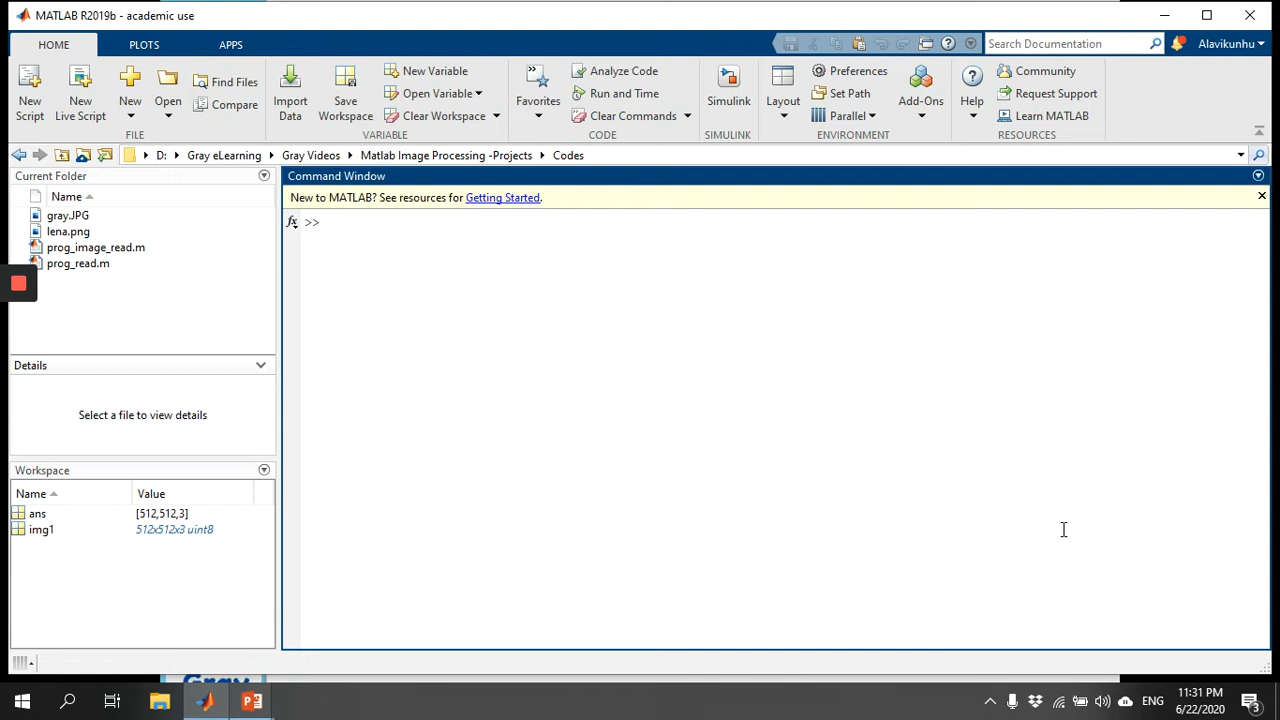 MATLAB R2019b - academic use
HOME PLOTS APPS
Search Documentation
Alavikunhu
New Script
New Live Script
New
Open
Find Files
Compare
Import Data
Save Workspace
New Variable
Open Variable
Clear Workspace
Favorites
Analyze Code
Run and Time
Clear Commands
Simulink
Layout
Preferences
Set Path
Parallel
Add-Ons
Help
Community
Request Support
Learn MATLAB
FILE VARIABLE CODE SIMULINK ENVIRONMENT RESOURCES
D: Gray eLearning Gray Videos Matlab Image Processing -Projects Codes
Current Folder
Name
gray.JPG
lena.png
prog_image_read.m
prog_read.m
Details
Select a file to view details
Workspace
Name Value
ans [512,512,3]
img1 512x512x3 uint8
Command Window
New to MATLAB? See resources for Getting Started.
fx >>
Gray
ENG
11:31 PM
6/22/2020
3